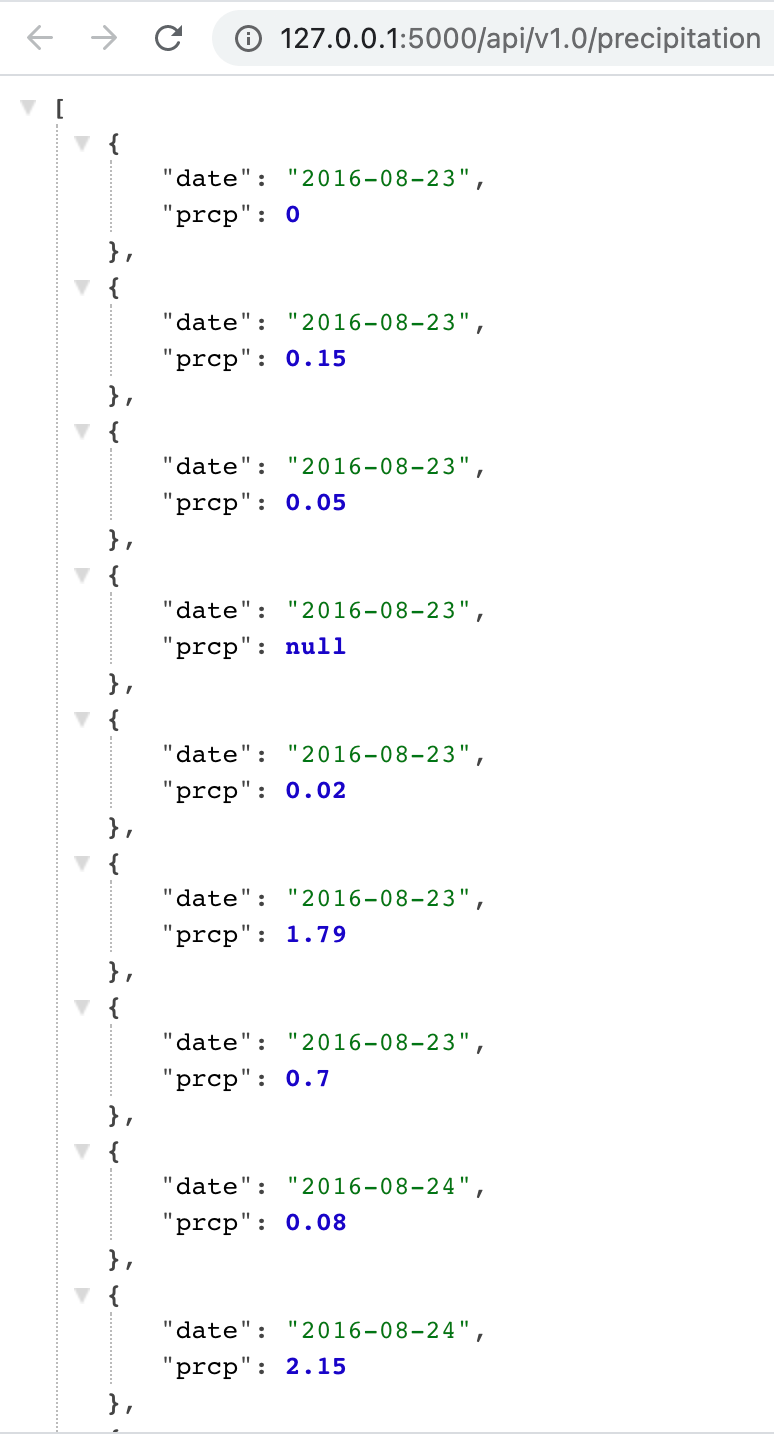 127.0.0.1:5000/api/v1.0/precipitation
[
{
"date": "2016-08-23",
"prcp": 0
},
{
"date": "2016-08-23",
"prcp": 0.15
},
{
"date": "2016-08-23",
"prcp": 0.05
},
{
"date": "2016-08-23",
"prcp": null
},
{
"date": "2016-08-23",
"prcp": 0.02
},
{
"date": "2016-08-23",
"prcp": 1.79
},
{
"date": "2016-08-23",
"prcp": 0.7
},
{
"date": "2016-08-24",
"prcp": 0.08
},
{
"date": "2016-08-24",
"prcp": 2.15
},